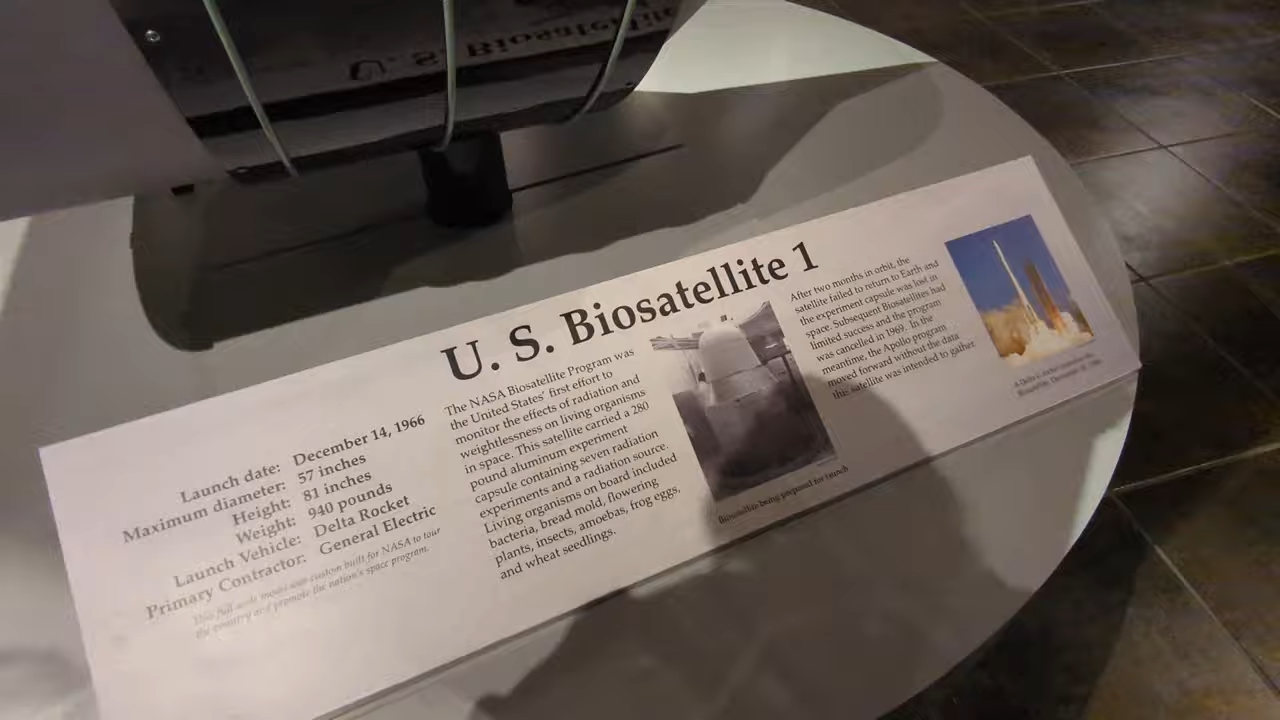 U. S. Biosatellite
U. S. Biosatellite 1
Launch date: December 14, 1966
Maximum diameter: 57 inches
Height: 81 inches
Weight: 940 pounds
Launch Vehicle: Delta Rocket
Primary Contractor: General Electric
This full-scale model was custom built for NASA to tour
the country and promote the nation's space program.
The NASA Biosatellite Program was
the United States' first effort to
monitor the effects of radiation and
weightlessness on living organisms
in space. This satellite carried a 280
pound aluminum experiment
capsule containing seven radiation
experiments and a radiation source.
Living organisms on board included
bacteria, bread mold, flowering
plants, insects, amoebas, frog eggs,
and wheat seedlings.
Biosatellite being prepared for launch
After two months in orbit, the
satellite failed to return to Earth and
the experiment capsule was lost in
space. Subsequent Biosatellites had
limited success and the program
was cancelled in 1969. In the
meantime, the Apollo program
moved forward without the data
this satellite was intended to gather